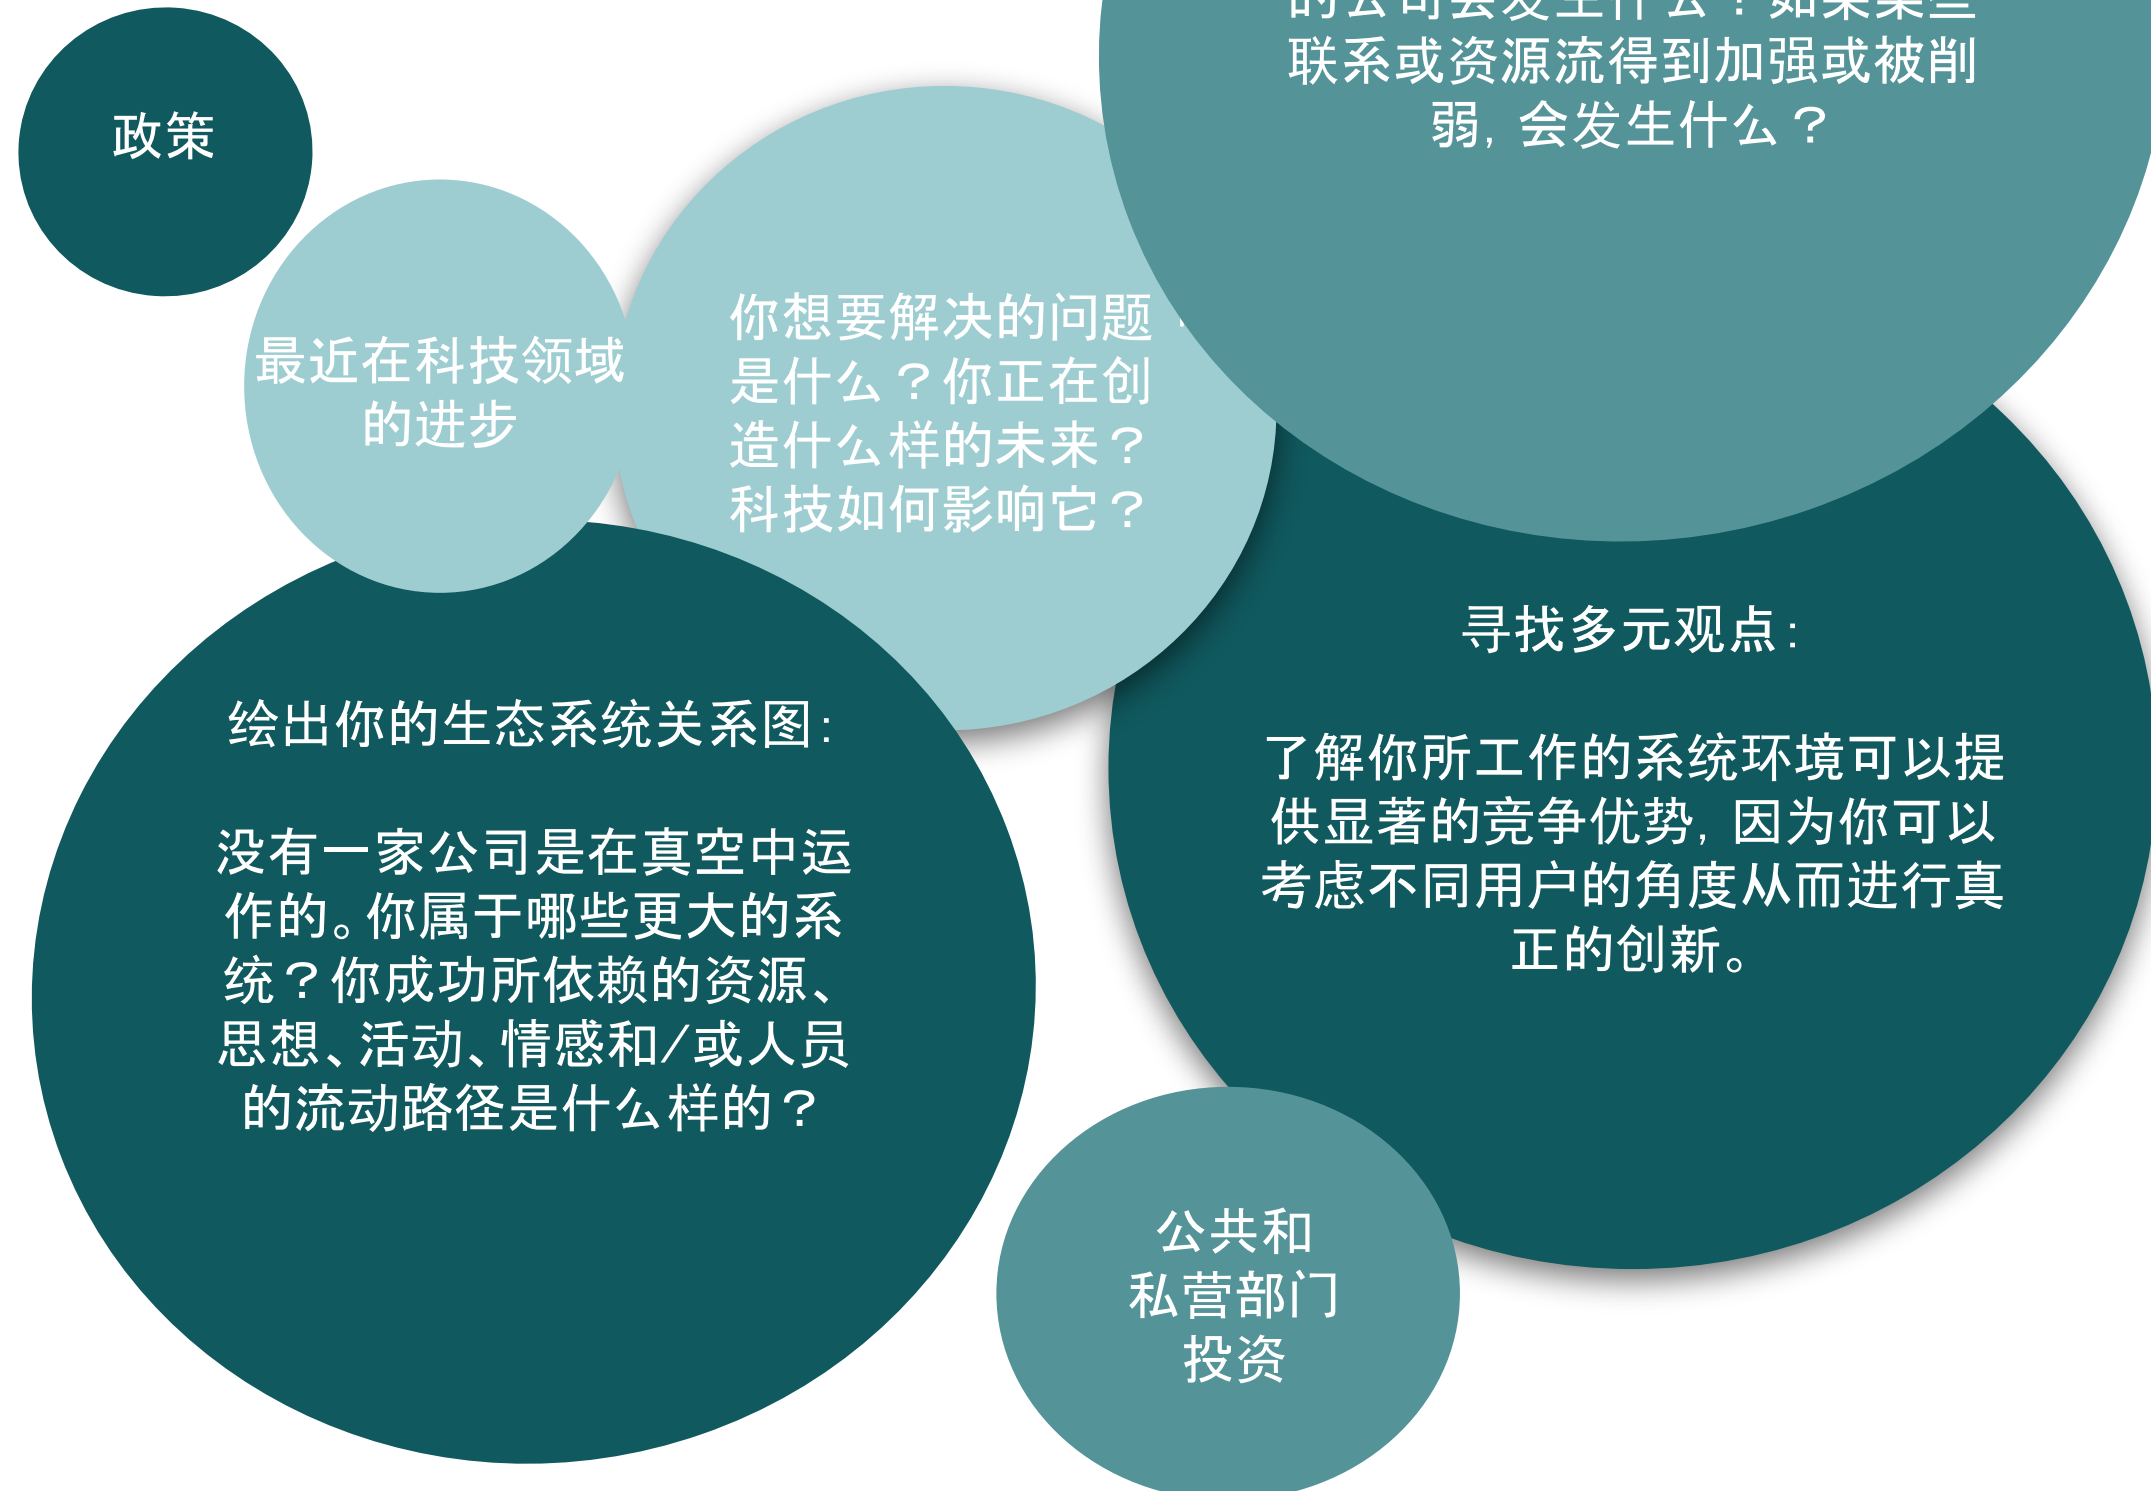 政策
最近在科技领域
的进步
你想要解决的问题
是什么？你正在创
造什么样的未来？
科技如何影响它？
的公司会发生什么？如果某些
联系或资源流得到加强或被削
弱，会发生什么？
寻找多元观点：
了解你所工作的系统环境可以提
供显著的竞争优势，因为你可以
考虑不同用户的角度从而进行真
正的创新。
绘出你的生态系统关系图：
没有一家公司是在真空中运
作的。你属于哪些更大的系
统？你成功所依赖的资源、
思想、活动、情感和/或人员
的流动路径是什么样的？
公共和
私营部门
投资